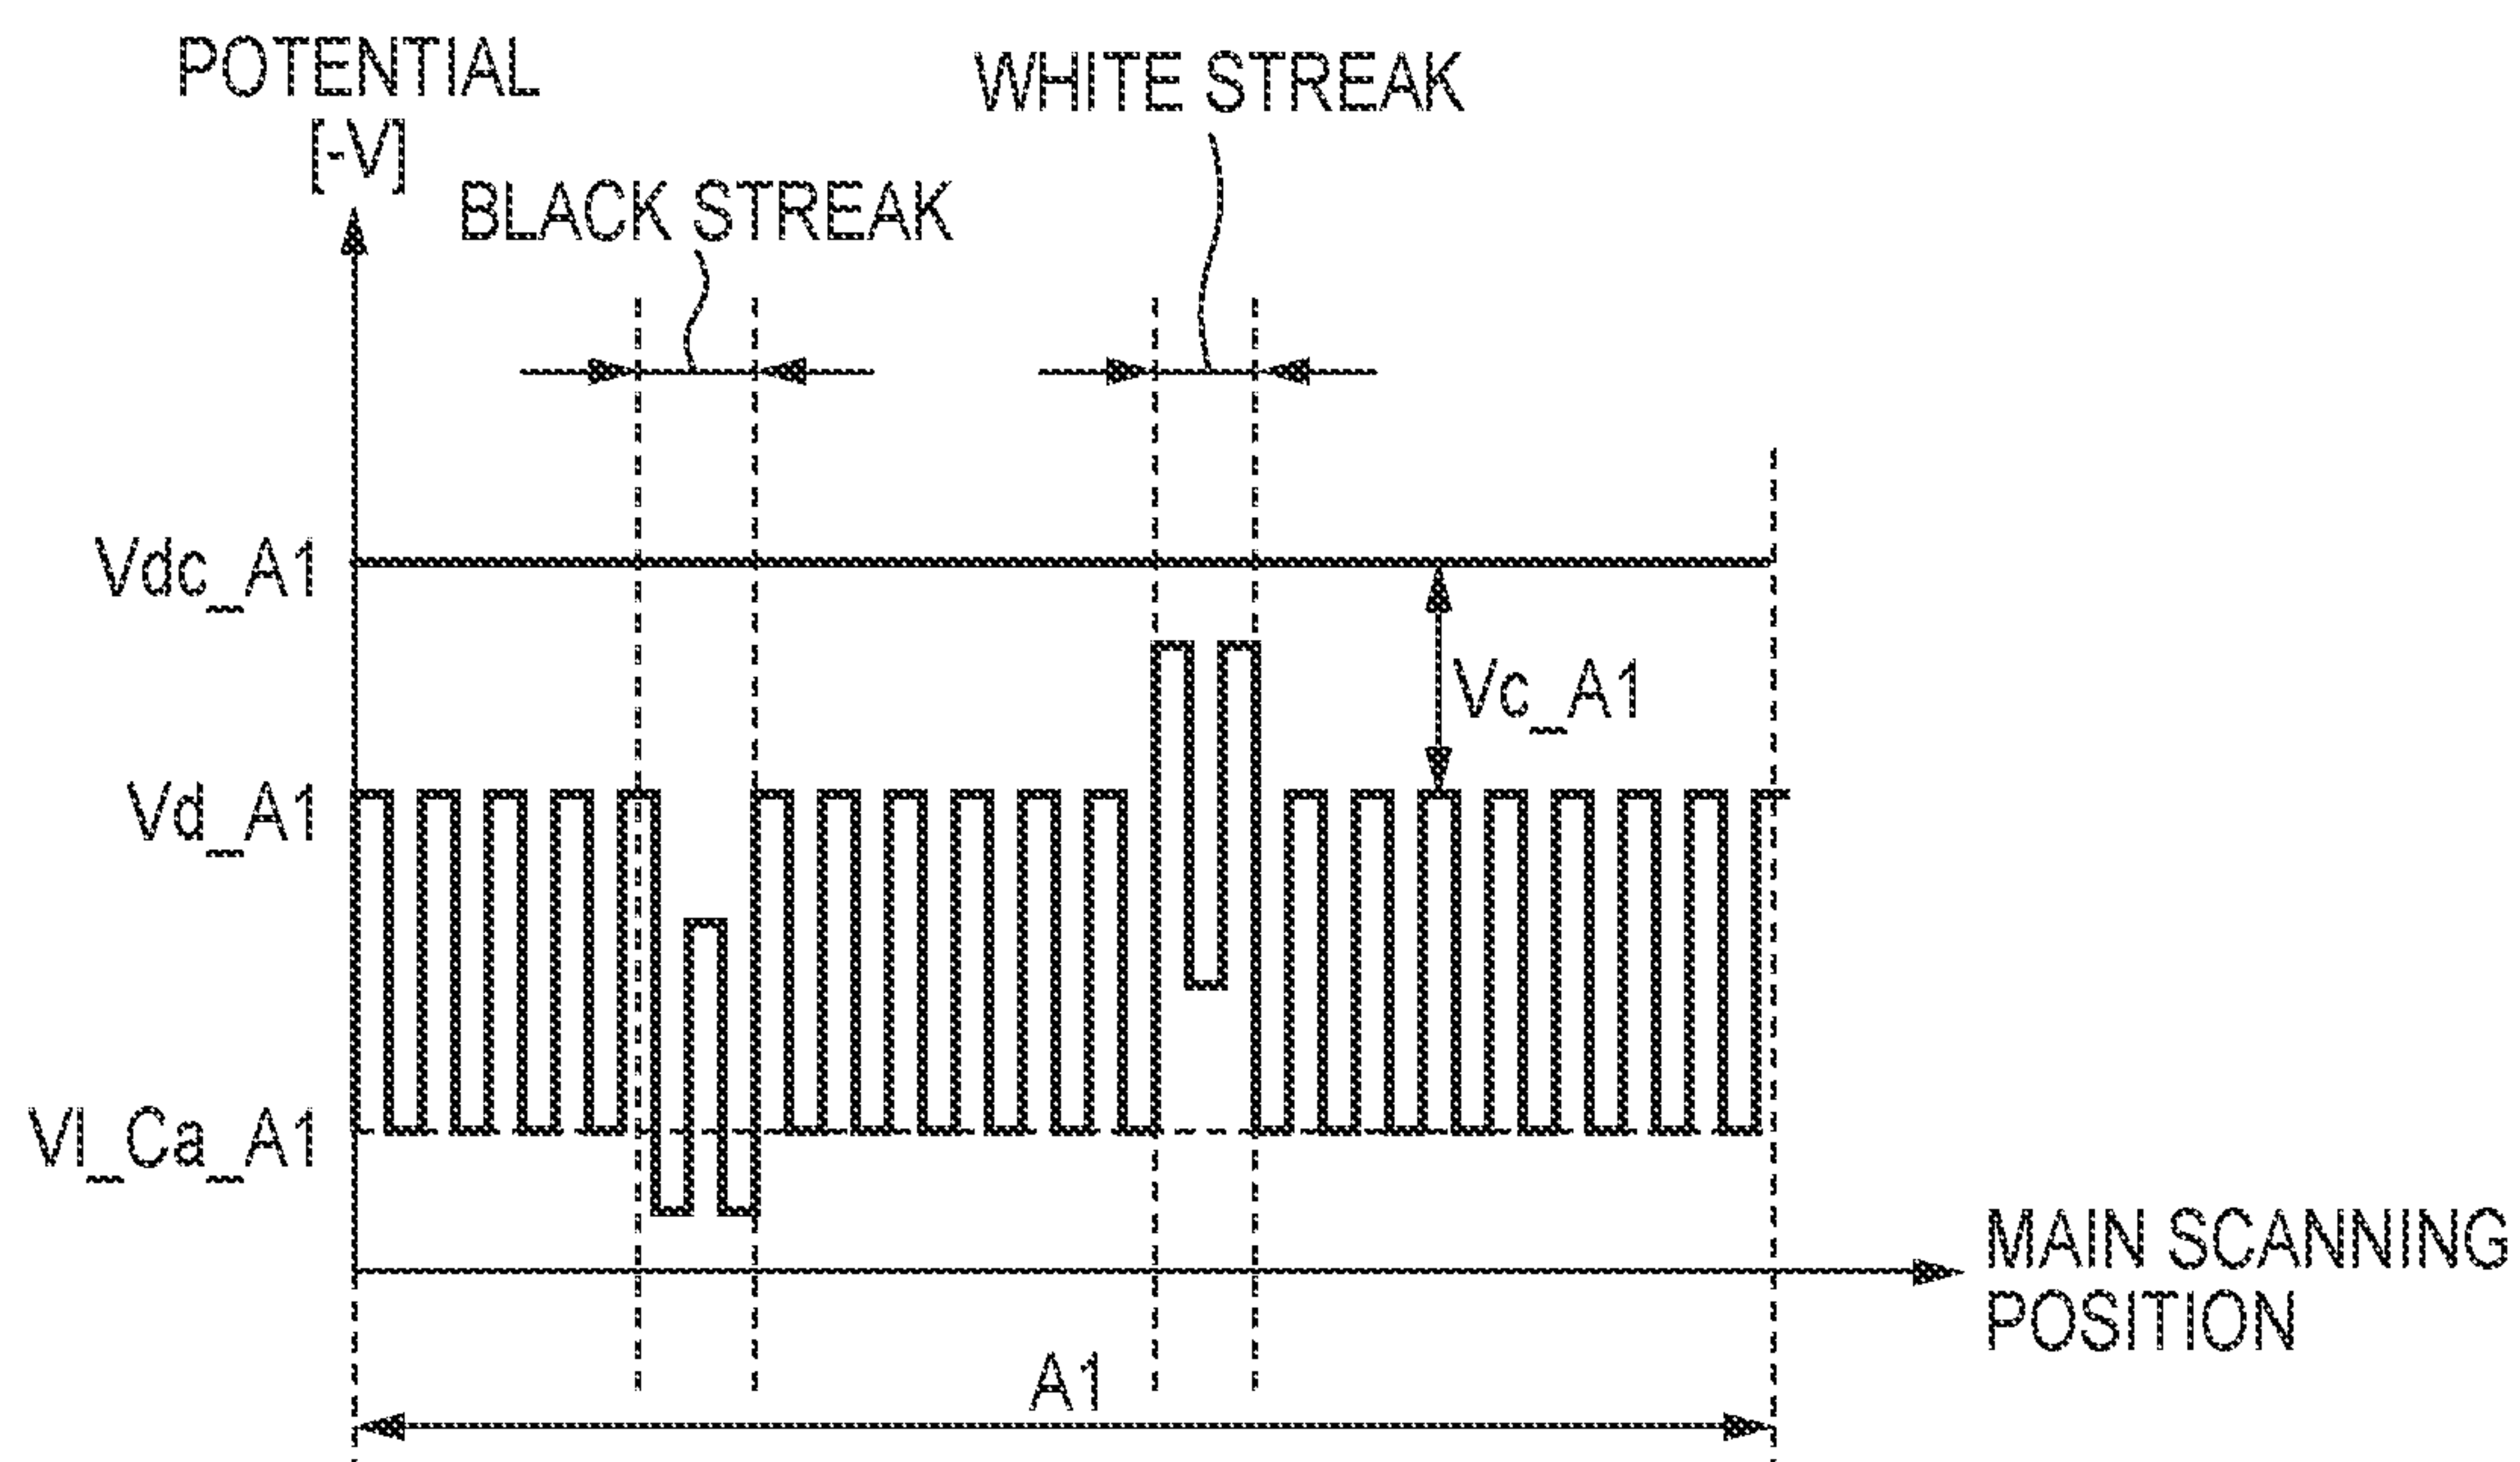 POTENTIAL
[-V]
WHITE STREAK
BLACK STREAK
Vdc_A1
Vc_A1
Vd_A1
Vl_Ca_A1
MAIN SCANNING
POSITION
A1